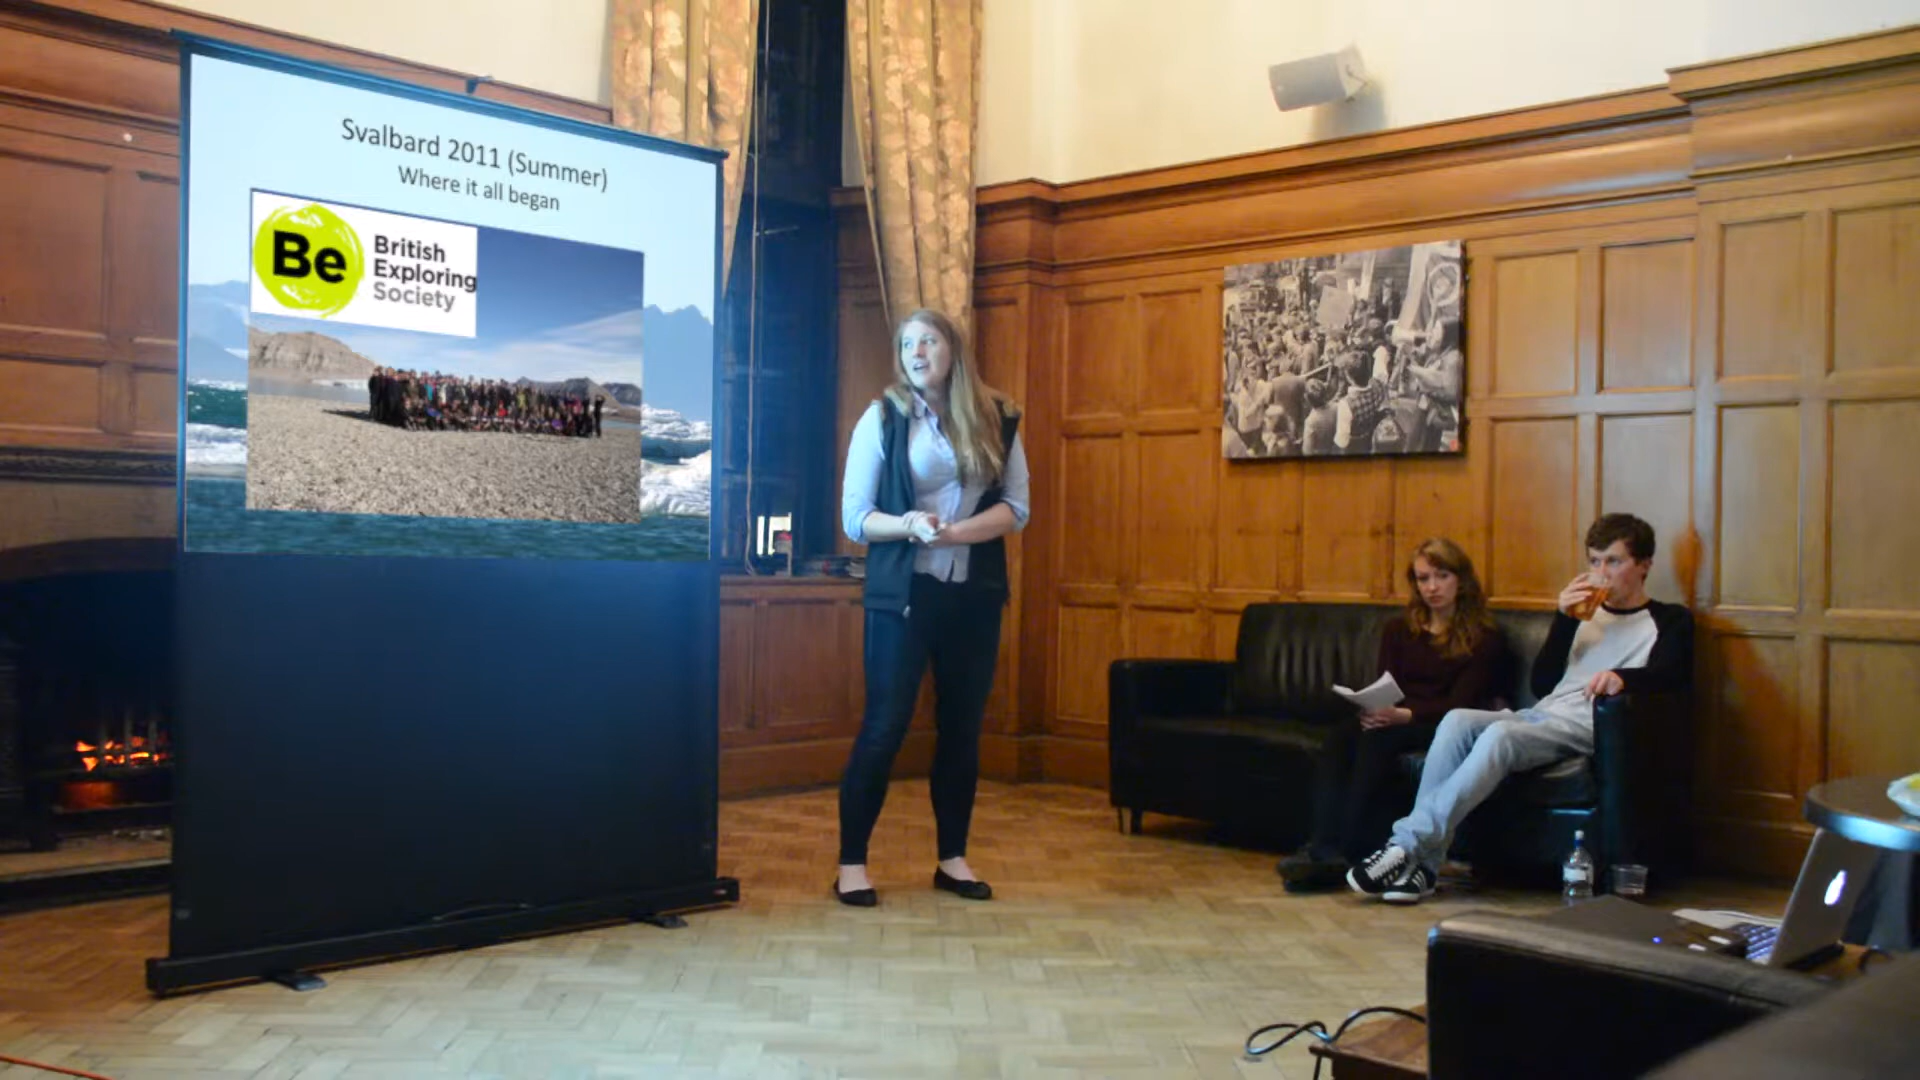 Svalbard 2011 (Summer)
Where it all began
Be
British
Exploring
Society